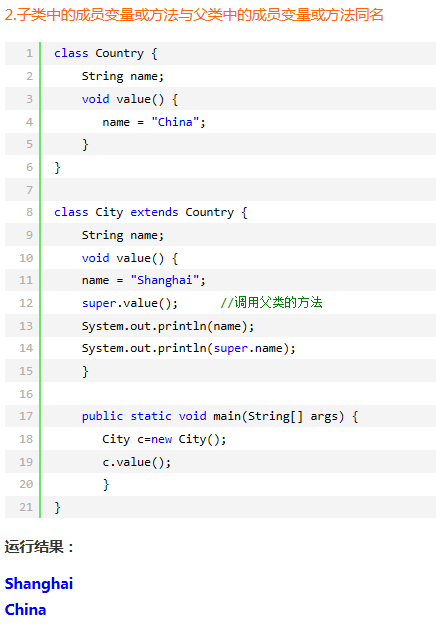 2.子类中的成员变量或方法与父类中的成员变量或方法同名
1 class Country {
2 String name;
3 void value() {
4 name = "China";
5 }
6 }
7
8 class City extends Country {
9 String name;
10 void value() {
11 name = "Shanghai";
12 super.value(); //调用父类的方法
13 System.out.println(name);
14 System.out.println(super.name);
15 }
16
17 public static void main(String[] args) {
18 City c=new City();
19 c.value();
20 }
21 }
运行结果：
Shanghai
China